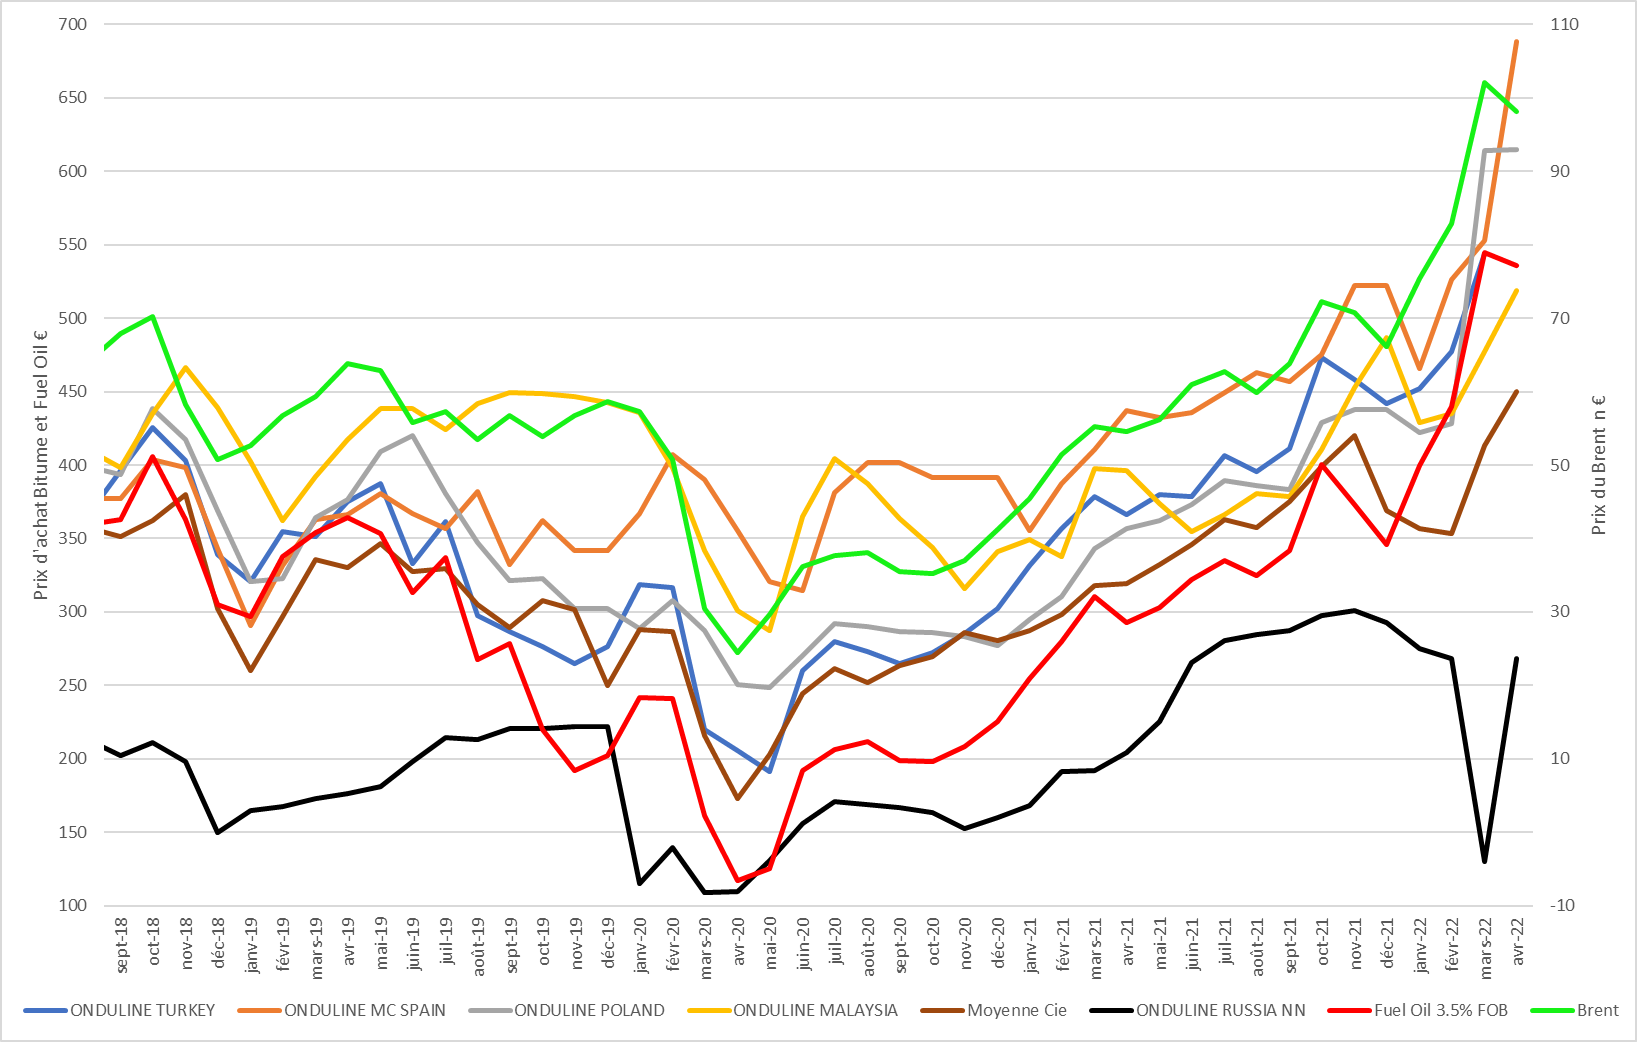 700
650
600
550
500
450
400
350
300
250
200
150
100
Prix d'achat Bitume et Fuel Oil €
110
90
70
50
30
10
-10
Prix du Brent n €
sept-18
oct-18
nov-18
déc-18
janv-19
févr-19
mars-19
avr-19
mai-19
juin-19
juil-19
août-19
sept-19
oct-19
nov-19
déc-19
janv-20
févr-20
mars-20
avr-20
mai-20
juin-20
juil-20
août-20
sept-20
oct-20
nov-20
déc-20
janv-21
févr-21
mars-21
avr-21
mai-21
juin-21
juil-21
août-21
sept-21
oct-21
nov-21
déc-21
janv-22
févr-22
mars-22
avr-22
ONDULINE TURKEY ONDULINE MC SPAIN ONDULINE POLAND ONDULINE MALAYSIA Moyenne Cie ONDULINE RUSSIA NN Fuel Oil 3.5% FOB Brent